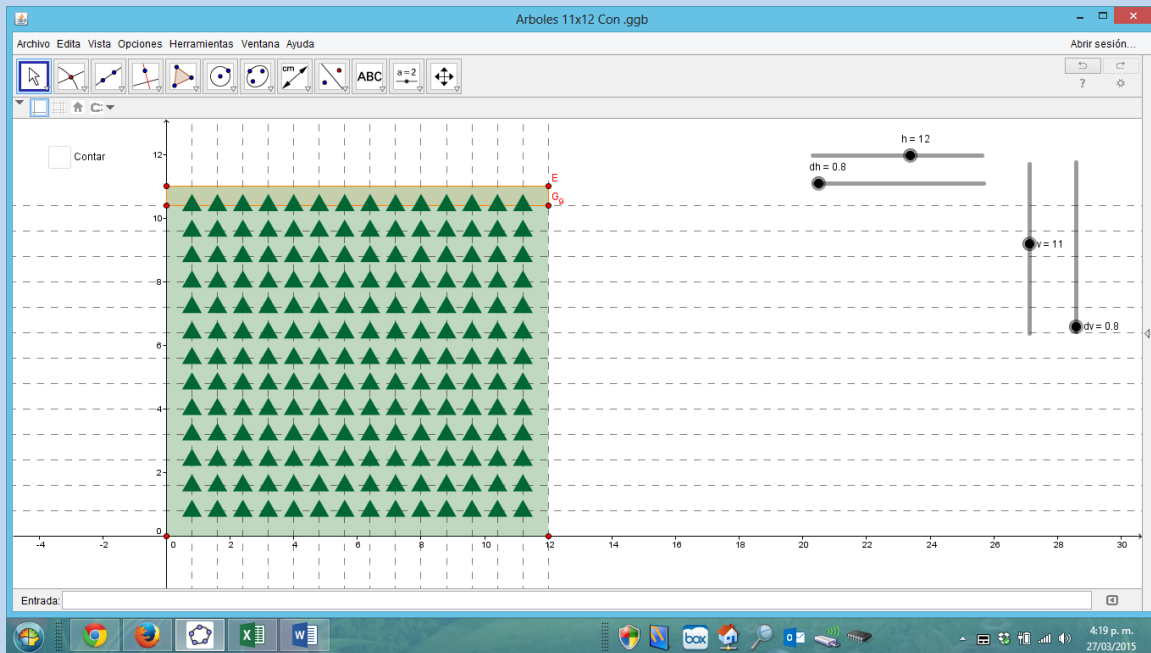 Arboles 11x12 Con .ggb
Archivo Edita Vista Opciones Herramientas Ventana Ayuda
Abrir sesión...
cm
ABC
a=2
?
Contar
h = 12
dh = 0.8
v = 11
dv = 0.8
E
G₉
12
10
8
6
4
2
0
-4 -2 0 2 4 6 8 10 12 14 16 18 20 22 24 26 28 30
Entrada:
box
4:19 p. m.
27/03/2015